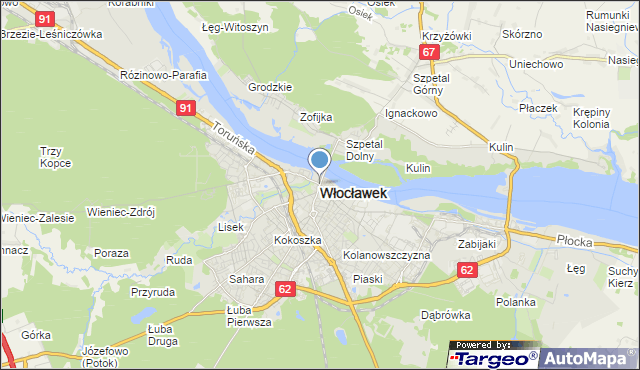 Korabniki
Osiek
Osiek
Rumunki
Nasiegniew
91
Brzezie-Leśniczówka
Łęg-Witoszyn
Krzyżówki
Skórzno
67
Uniechowo
Rózinowo-Parafia
Grodzkie
Szpetal
Górny
91
Zofijka
Ignackowo
Płaczek
Krępiny
Kolonia
Toruńska
Trzy
Kopce
Szpetal
Dolny
Kulin
Kulin
Włocławek
Wieniec-Zalesie
Wieniec-Zdrój
Lisek
Kokoszka
Płocka
Zabijaki
Poraza
Ruda
Kolanowszczyzna
62
Łęg
Suchy
Kierz
Sahara
Piaski
62
Przyruda
Polanka
Łuba
Pierwsza
Dąbrówka
Górka
Łuba
Druga
Józefowo
(Potok)
Powered by
Targeo®
AutoMapa®